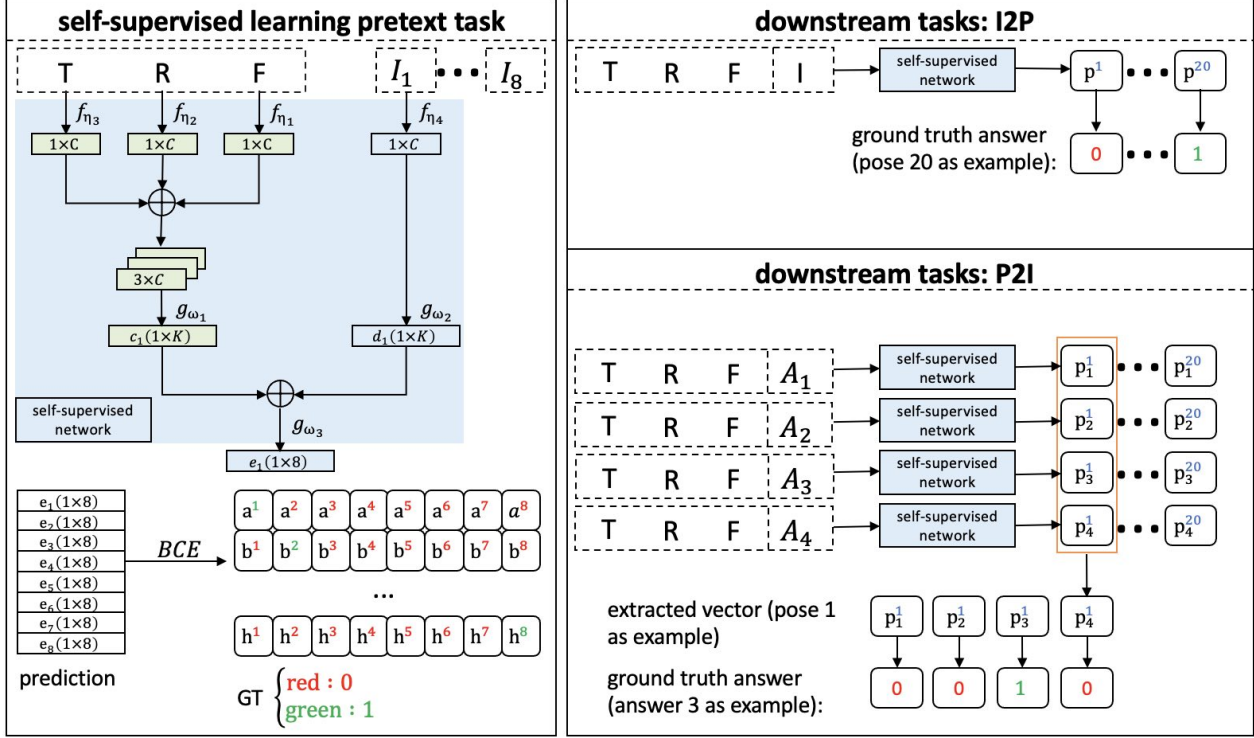 self-supervised learning pretext task
T R F I₁ ••• I₈
f_η₃ f_η₂ f_η₁ f_η₄
1×C 1×C 1×C 1×C
3×C
g_ω₁ g_ω₂
c₁(1×K) d₁(1×K)
self-supervised
network
g_ω₃
e₁(1×8)
e₁(1×8)
e₂(1×8)
e₃(1×8)
e₄(1×8)
e₅(1×8)
e₆(1×8)
e₇(1×8)
e₈(1×8)
prediction
BCE
a¹ a² a³ a⁴ a⁵ a⁶ a⁷ a⁸
b¹ b² b³ b⁴ b⁵ b⁶ b⁷ b⁸
...
h¹ h² h³ h⁴ h⁵ h⁶ h⁷ h⁸
GT { red : 0
green : 1
downstream tasks: I2P
T R F I
self-supervised
network
p¹ ••• p²⁰
ground truth answer
(pose 20 as example):
0 ••• 1
downstream tasks: P2I
T R F A₁
self-supervised
network
p₁¹ ••• p₁²⁰
T R F A₂
self-supervised
network
p₂¹ ••• p₂²⁰
T R F A₃
self-supervised
network
p₃¹ ••• p₃²⁰
T R F A₄
self-supervised
network
p₄¹ ••• p₄²⁰
extracted vector (pose 1
as example)
p₁¹ p₂¹ p₃¹ p₄¹
ground truth answer
(answer 3 as example):
0 0 1 0